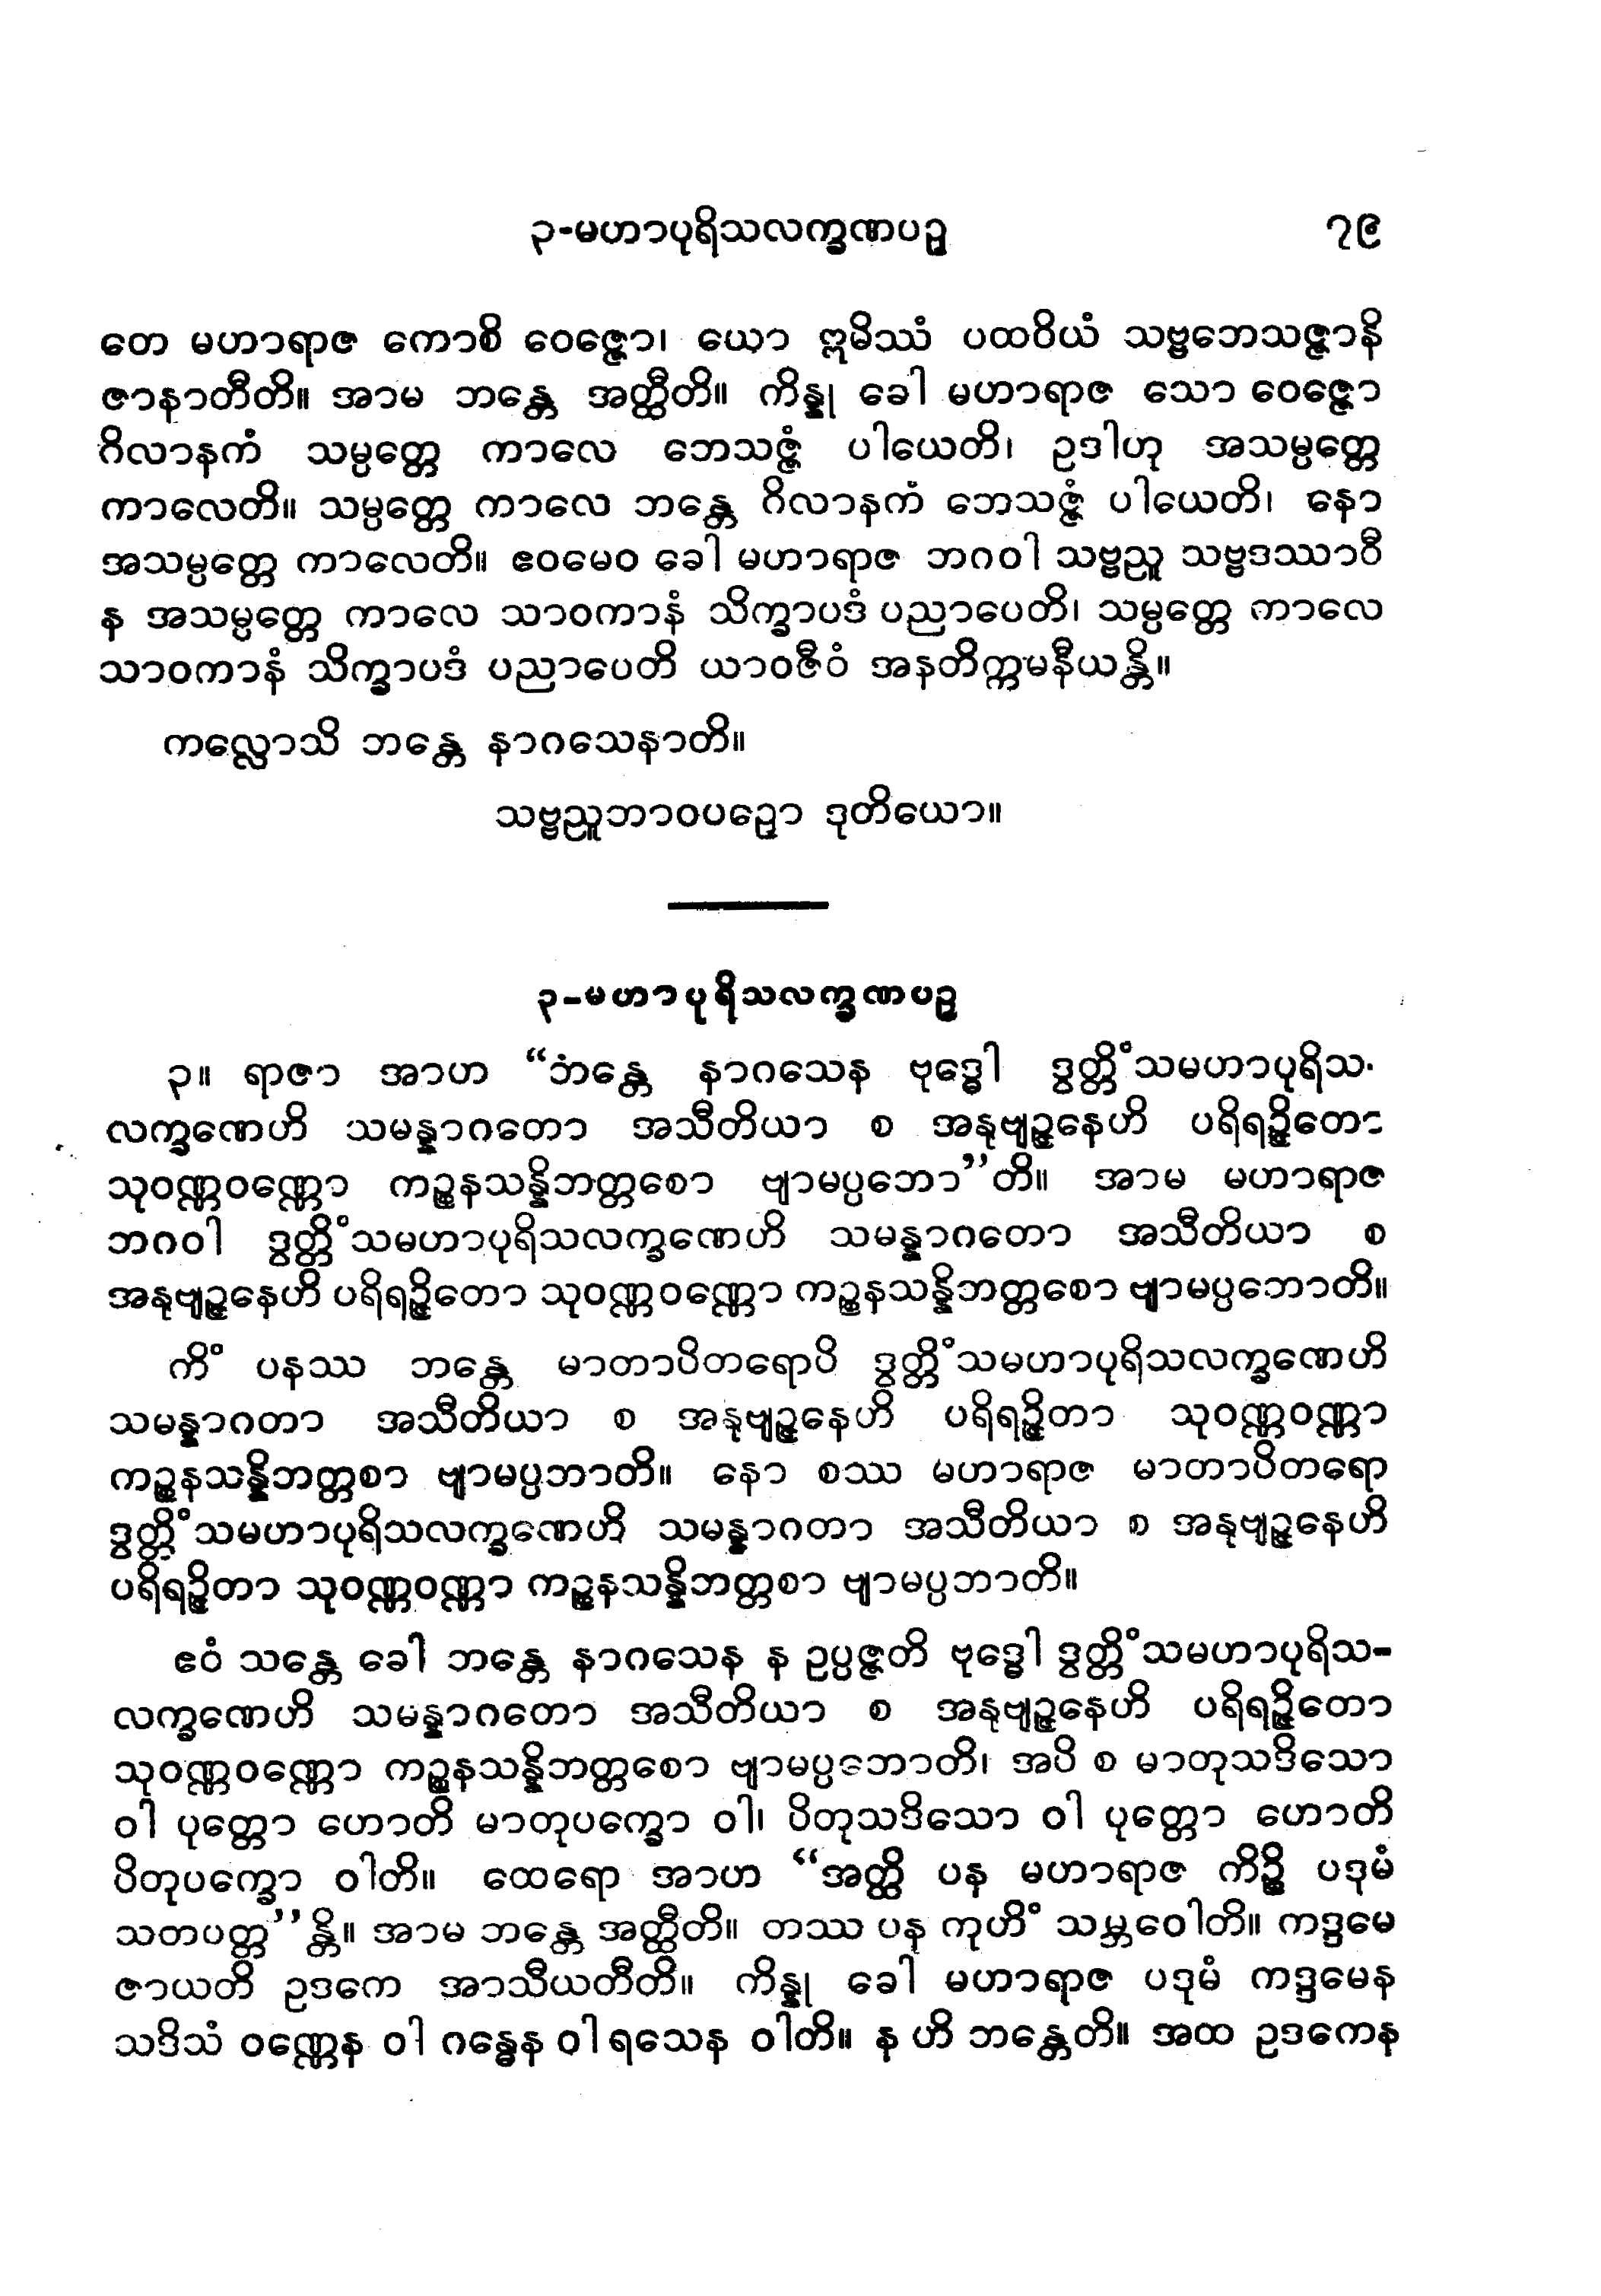 ၃-မဟာပုရိသလက္ခဏပဉှ ၇၉
တေ မဟာရာဇ ကောစိ ဝေဇ္ဇော၊ ယော ဣမိဿံ ပထဝိယံ သဗ္ဗဘေသဇ္ဇာနိ
ဇာနာတီတိ။ အာမ ဘန္တေ အတ္ထီတိ။ ကိန္နု ခေါ မဟာရာဇ သော ဝေဇ္ဇော
ဂိလာနကံ သမ္ပတ္တေ ကာလေ ဘေသဇ္ဇံ ပါယေတိ၊ ဥဒါဟု အသမ္ပတ္တေ
ကာလေတိ။ သမ္ပတ္တေ ကာလေ ဘန္တေ ဂိလာနကံ ဘေသဇ္ဇံ ပါယေတိ၊ နော
အသမ္ပတ္တေ ကာလေတိ။ ဧဝမေဝ ခေါ မဟာရာဇ ဘဂဝါ သဗ္ဗညူ သဗ္ဗဒဿာဝီ
န အသမ္ပတ္တေ ကာလေ သာဝကာနံ သိက္ခာပဒံ ပညာပေတိ၊ သမ္ပတ္တေ ကာလေ
သာဝကာနံ သိက္ခာပဒံ ပညာပေတိ ယာဝဇီဝံ အနတိက္ကမနီယန္တိ။
ကလ္လောသိ ဘန္တေ နာဂသေနာတိ။
သဗ္ဗညူဘာဝပဉှော ဒုတိယော။
၃-မဟာပုရိသလက္ခဏပဉှ
၃။ ရာဇာ အာဟ “ဘန္တေ နာဂသေန ဗုဒ္ဓေါ ဒွတ္တိံသမဟာပုရိသ-
လက္ခဏေဟိ သမန္နာဂတော အသီတိယာ စ အနုဗျဉ္ဇနေဟိ ပရိရဉ္ဇိတော
သုဝဏ္ဏဝဏ္ဏော ကဉ္စနသန္နိဘတ္တစော ဗျာမပ္ပဘော”တိ။ အာမ မဟာရာဇ
ဘဂဝါ ဒွတ္တိံသမဟာပုရိသလက္ခဏေဟိ သမန္နာဂတော အသီတိယာ စ
အနုဗျဉ္ဇနေဟိ ပရိရဉ္ဇိတော သုဝဏ္ဏဝဏ္ဏော ကဉ္စနသန္နိဘတ္တစော ဗျာမပ္ပဘောတိ။
ကိံ ပနဿ ဘန္တေ မာတာပိတရောပိ ဒွတ္တိံသမဟာပုရိသလက္ခဏေဟိ
သမန္နာဂတာ အသီတိယာ စ အနုဗျဉ္ဇနေဟိ ပရိရဉ္ဇိတာ သုဝဏ္ဏဝဏ္ဏာ
ကဉ္စနသန္နိဘတ္တစာ ဗျာမပ္ပဘာတိ။ နော စဿ မဟာရာဇ မာတာပိတရော
ဒွတ္တိံသမဟာပုရိသလက္ခဏေဟိ သမန္နာဂတာ အသီတိယာ စ အနုဗျဉ္ဇနေဟိ
ပရိရဉ္ဇိတာ သုဝဏ္ဏဝဏ္ဏာ ကဉ္စနသန္နိဘတ္တစာ ဗျာမပ္ပဘာတိ။
ဧဝံ သန္တေ ခေါ ဘန္တေ နာဂသေန န ဥပ္ပဇ္ဇတိ ဗုဒ္ဓေါ ဒွတ္တိံသမဟာပုရိသ-
လက္ခဏေဟိ သမန္နာဂတော အသီတိယာ စ အနုဗျဉ္ဇနေဟိ ပရိရဉ္ဇိတော
သုဝဏ္ဏဝဏ္ဏော ကဉ္စနသန္နိဘတ္တစော ဗျာမပ္ပဘောတိ၊ အပိ စ မာတုသဒိသော
ဝါ ပုတ္တော ဟောတိ မာတုပက္ခော ဝါ၊ ပိတုသဒိသော ဝါ ပုတ္တော ဟောတိ
ပိတုပက္ခော ဝါတိ။ ထေရော အာဟ “အတ္ထိ ပန မဟာရာဇ ကိဉ္စိ ပဒုမံ
သတပတ္တ”န္တိ။ အာမ ဘန္တေ အတ္ထီတိ။ တဿ ပန ကုဟိံ သမ္ဘဝေါတိ။ ကဒ္ဒမေ
ဇာယတိ ဥဒကေ အာသီယတီတိ။ ကိန္နု ခေါ မဟာရာဇ ပဒုမံ ကဒ္ဒမေန
သဒိသံ ဝဏ္ဏေန ဝါ ဂန္ဓေန ဝါ ရသေန ဝါတိ။ န ဟိ ဘန္တေတိ။ အထ ဥဒကေန